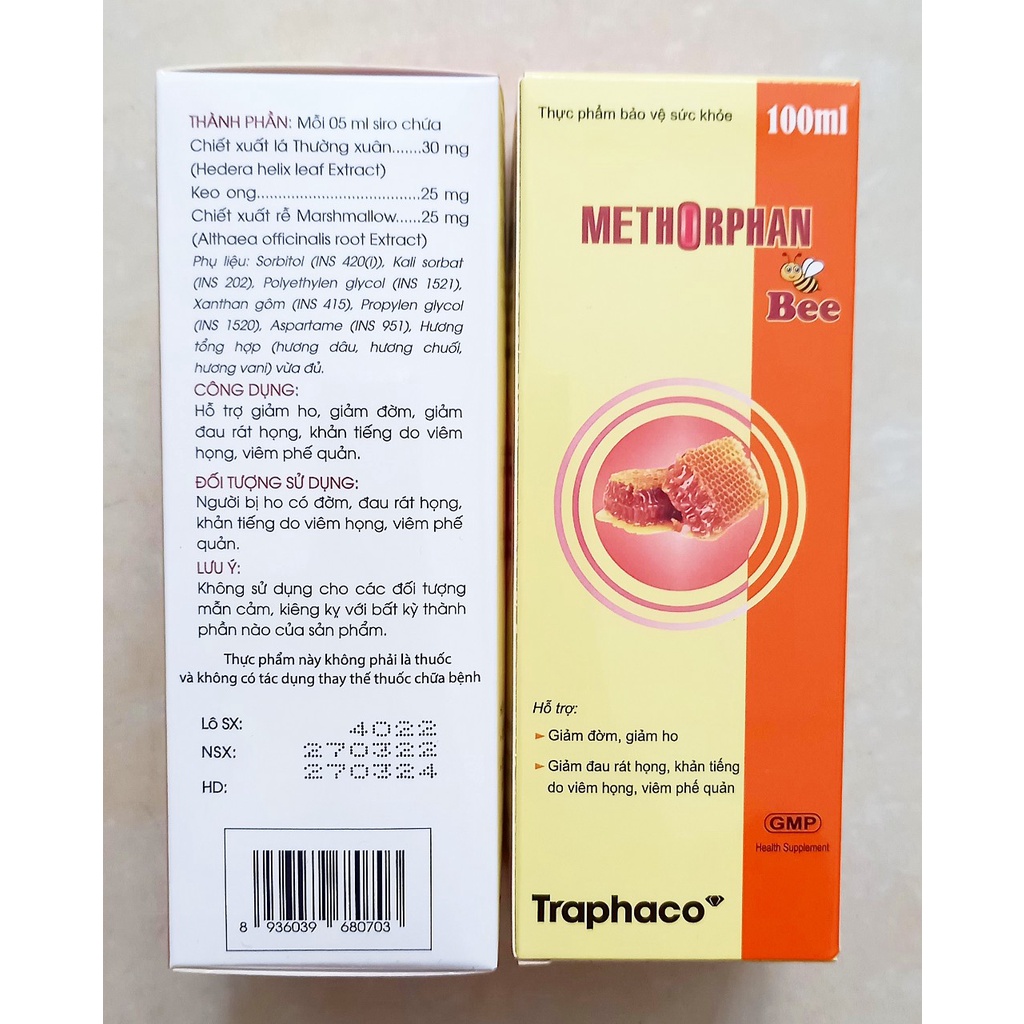 THÀNH PHẦN: Mỗi 05 ml siro chứa
Chiết xuất lá Thường xuân.......30 mg
(Hedera helix leaf Extract)
Keo ong.....................................25 mg
Chiết xuất rễ Marshmallow......25 mg
(Althaea officinalis root Extract)
Phụ liệu: Sorbitol (INS 420(i)), Kali sorbat
(INS 202), Polyethylen glycol (INS 1521),
Xanthan gôm (INS 415), Propylen glycol
(INS 1520), Aspartame (INS 951), Hương
tổng hợp (hương dâu, hương chuối,
hương vani) vừa đủ.
CÔNG DỤNG:
Hỗ trợ giảm ho, giảm đờm, giảm
đau rát họng, khản tiếng do viêm
họng, viêm phế quản.
ĐỐI TƯỢNG SỬ DỤNG:
Người bị ho có đờm, đau rát họng,
khản tiếng do viêm họng, viêm phế
quản.
LƯU Ý:
Không sử dụng cho các đối tượng
mẫn cảm, kiêng kỵ với bất kỳ thành
phần nào của sản phẩm.
Thực phẩm này không phải là thuốc
và không có tác dụng thay thế thuốc chữa bệnh
Lô SX: 4022
NSX: 270322
HD: 270324
8 936039 680703
Thực phẩm bảo vệ sức khỏe
100ml
METHORPHAN
Bee
Hỗ trợ:
Giảm đờm, giảm ho
Giảm đau rát họng, khản tiếng
do viêm họng, viêm phế quản
GMP
Health Supplement
Traphaco